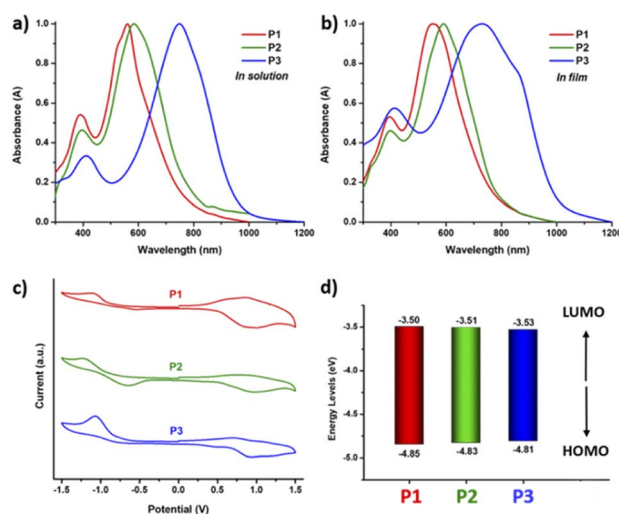 a)
P1
P2
P3
In solution
Absorbance (A)
1.0
0.8
0.6
0.4
0.2
0.0
400 600 800 1000 1200
Wavelength (nm)
b)
P1
P2
P3
In film
Absorbance (A)
1.0
0.8
0.6
0.4
0.2
0.0
400 600 800 1000 1200
Wavelength (nm)
c)
P1
P2
P3
Current (a.u.)
-1.5 -1.0 -0.5 0.0 0.5 1.0 1.5
Potential (V)
d)
Energy Levels (eV)
-3.5
-4.0
-4.5
-5.0
-3.50 -3.51 -3.53
-4.85 -4.83 -4.81
LUMO
HOMO
P1 P2 P3